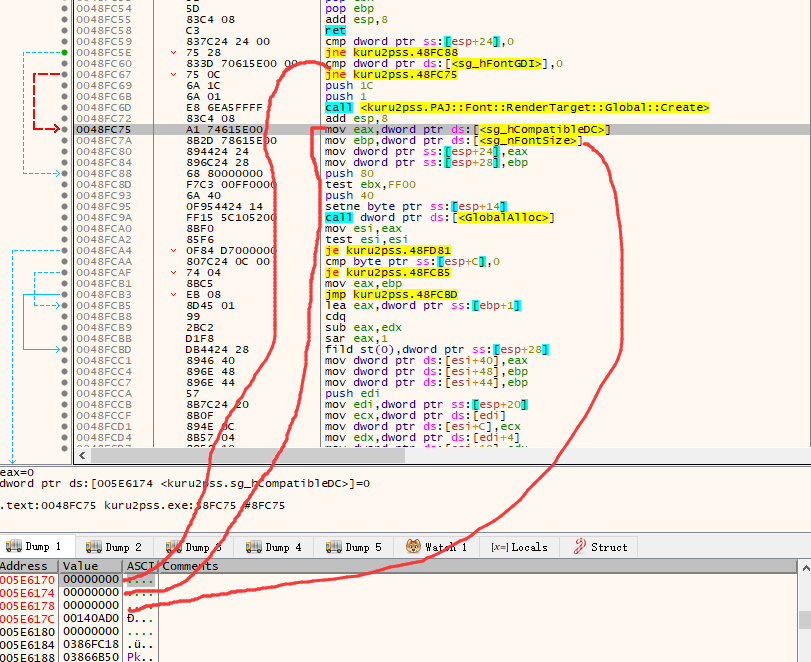 0048FC53 5D pop ebp
0048FC54 5D pop ebp
0048FC55 83C4 08 add esp,8
0048FC58 C3 ret
0048FC59 837C24 24 00 cmp dword ptr ss:[esp+24],0
0048FC5E 75 28 jne kuru2pss.48FC88
0048FC60 833D 70615E00 00 cmp dword ptr ds:[<sg_hFontGDI>],0
0048FC67 75 0C jne kuru2pss.48FC75
0048FC69 6A 1C push 1C
0048FC6B 6A 01 push 1
0048FC6D E8 6EA5FFFF call <kuru2pss.PAJ::Font::RenderTarget::Global::Create>
0048FC72 83C4 08 add esp,8
0048FC75 A1 74615E00 mov eax,dword ptr ds:[<sg_hCompatibleDC>]
0048FC7A 8B2D 78615E00 mov ebp,dword ptr ds:[<sg_nFontSize>]
0048FC80 894424 24 mov dword ptr ss:[esp+24],eax
0048FC84 896C24 28 mov dword ptr ss:[esp+28],ebp
0048FC88 68 80000000 push 80
0048FC8D F7C3 00FF0000 test ebx,FF00
0048FC93 6A 40 push 40
0048FC95 0F954424 14 setne byte ptr ss:[esp+14]
0048FC9A FF15 5C105200 call dword ptr ds:[<GlobalAlloc>]
0048FCA0 8BF0 mov esi,eax
0048FCA2 85F6 test esi,esi
0048FCA4 0F84 D7000000 je kuru2pss.48FD81
0048FCAA 807C24 0C 00 cmp byte ptr ss:[esp+C],0
0048FCAF 74 04 je kuru2pss.48FCB5
0048FCB1 8BC5 mov eax,ebp
0048FCB3 EB 08 jmp kuru2pss.48FCBD
0048FCB5 8D45 01 lea eax,dword ptr ss:[ebp+1]
0048FCB8 99 cdq
0048FCB9 2BC2 sub eax,edx
0048FCBB D1F8 sar eax,1
0048FCBD DB4424 28 fild st(0),dword ptr ss:[esp+28]
0048FCC1 8946 40 mov dword ptr ds:[esi+40],eax
0048FCC4 896E 48 mov dword ptr ds:[esi+48],ebp
0048FCC7 896E 44 mov dword ptr ds:[esi+44],ebp
0048FCCA 57 push edi
0048FCCB 8B7C24 20 mov edi,dword ptr ss:[esp+20]
0048FCCF 8B0F mov ecx,dword ptr ds:[edi]
0048FCD1 894E 0C mov dword ptr ds:[esi+C],ecx
0048FCD4 8B57 04 mov edx,dword ptr ds:[edi+4]
eax=0
dword ptr ds:[005E6174 <kuru2pss.sg_hCompatibleDC>]=0
.text:0048FC75 kuru2pss.exe:$8FC75 #8FC75
Dump 1 Dump 2 Dump 3 Dump 4 Dump 5 Watch 1 [x=] Locals Struct
Address Value ASCI Comments
005E6170 00000000 ....
005E6174 00000000 ....
005E6178 00000000 ....
005E617C 00140AD0 Ð...
005E6180 00000000 ....
005E6184 0386FC18 .ü..
005E6188 03866B50 Pk..